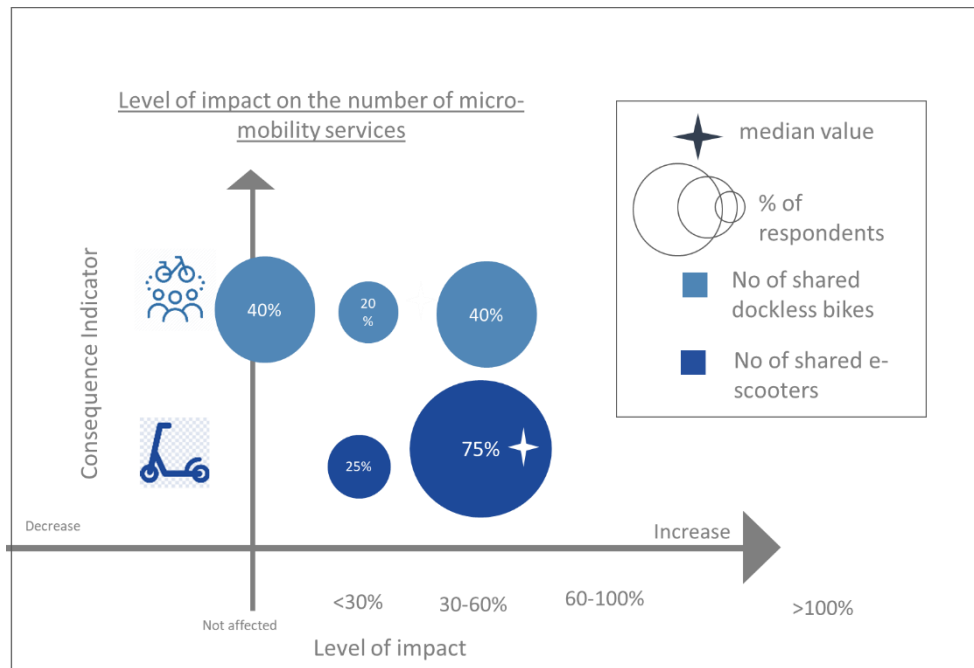 Level of impact on the number of micro-
mobility services
median value
% of
respondents
No of shared
dockless bikes
No of shared e-
scooters
Consequence Indicator
40%
20
%
40%
25%
75%
Decrease
Increase
<30%
30-60%
60-100%
>100%
Not affected
Level of impact